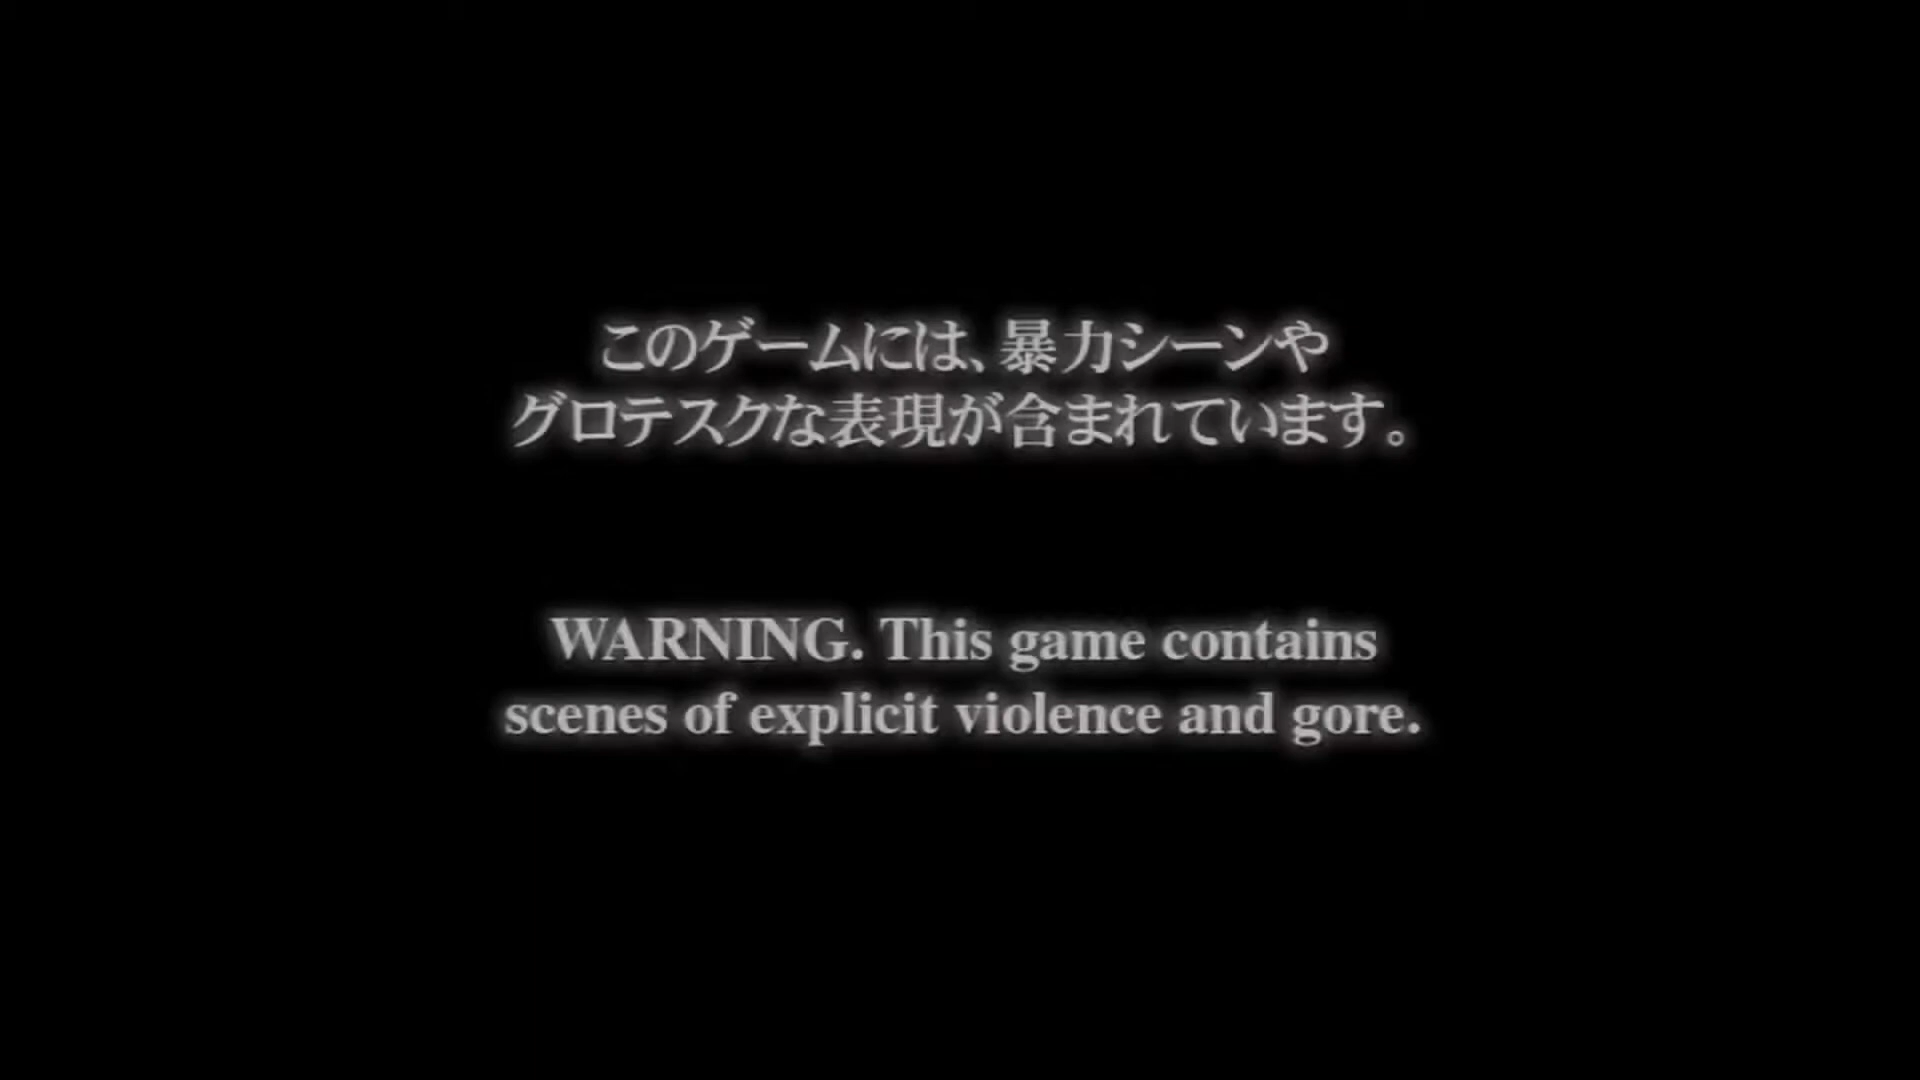 このゲームには、暴力シーンや
グロテスクな表現が含まれています。
WARNING. This game contains
scenes of explicit violence and gore.